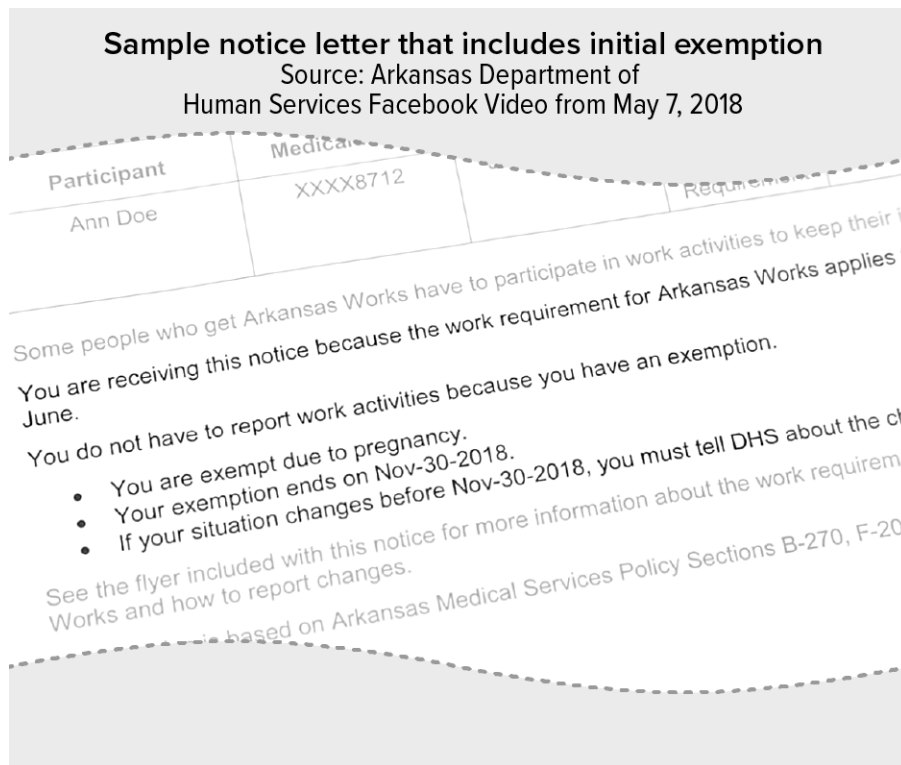 Sample notice letter that includes initial exemption
Source: Arkansas Department of
Human Services Facebook Video from May 7, 2018
Participant
Ann Doe
XXXX8712
Some people who get Arkansas Works have to participate in work activities to keep their
You are receiving this notice because the work requirement for Arkansas Works applies
June.
You do not have to report work activities because you have an exemption.
• You are exempt due to pregnancy.
• Your exemption ends on Nov-30-2018.
• If your situation changes before Nov-30-2018, you must tell DHS about the
See the flyer included with this notice for more information about the work
Works and how to report changes.
based on Arkansas Medical Services Policy Sections B-270,